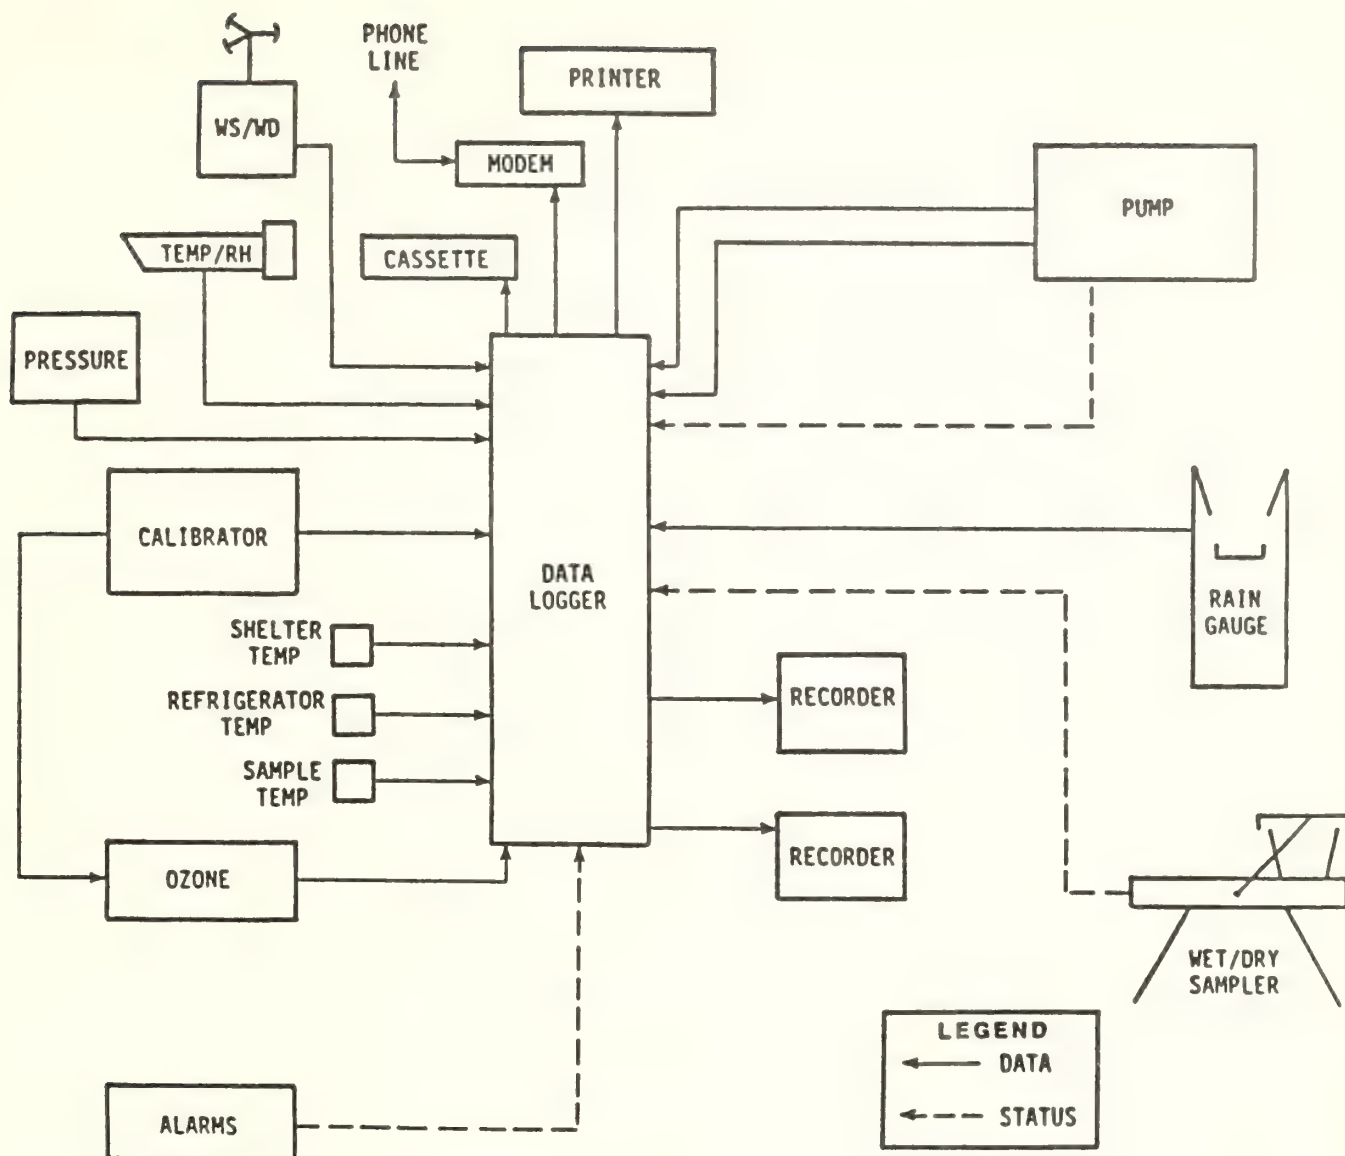 PHONE
LINE
PRINTER
WS/WD
MODEM
PUMP
TEMP/RH
CASSETTE
PRESSURE
CALIBRATOR
DATA
LOGGER
RAIN
GAUGE
SHELTER
TEMP
REFRIGERATOR
TEMP
RECORDER
SAMPLE
TEMP
OZONE
RECORDER
WET/DRY
SAMPLER
LEGEND
DATA
STATUS
ALARMS